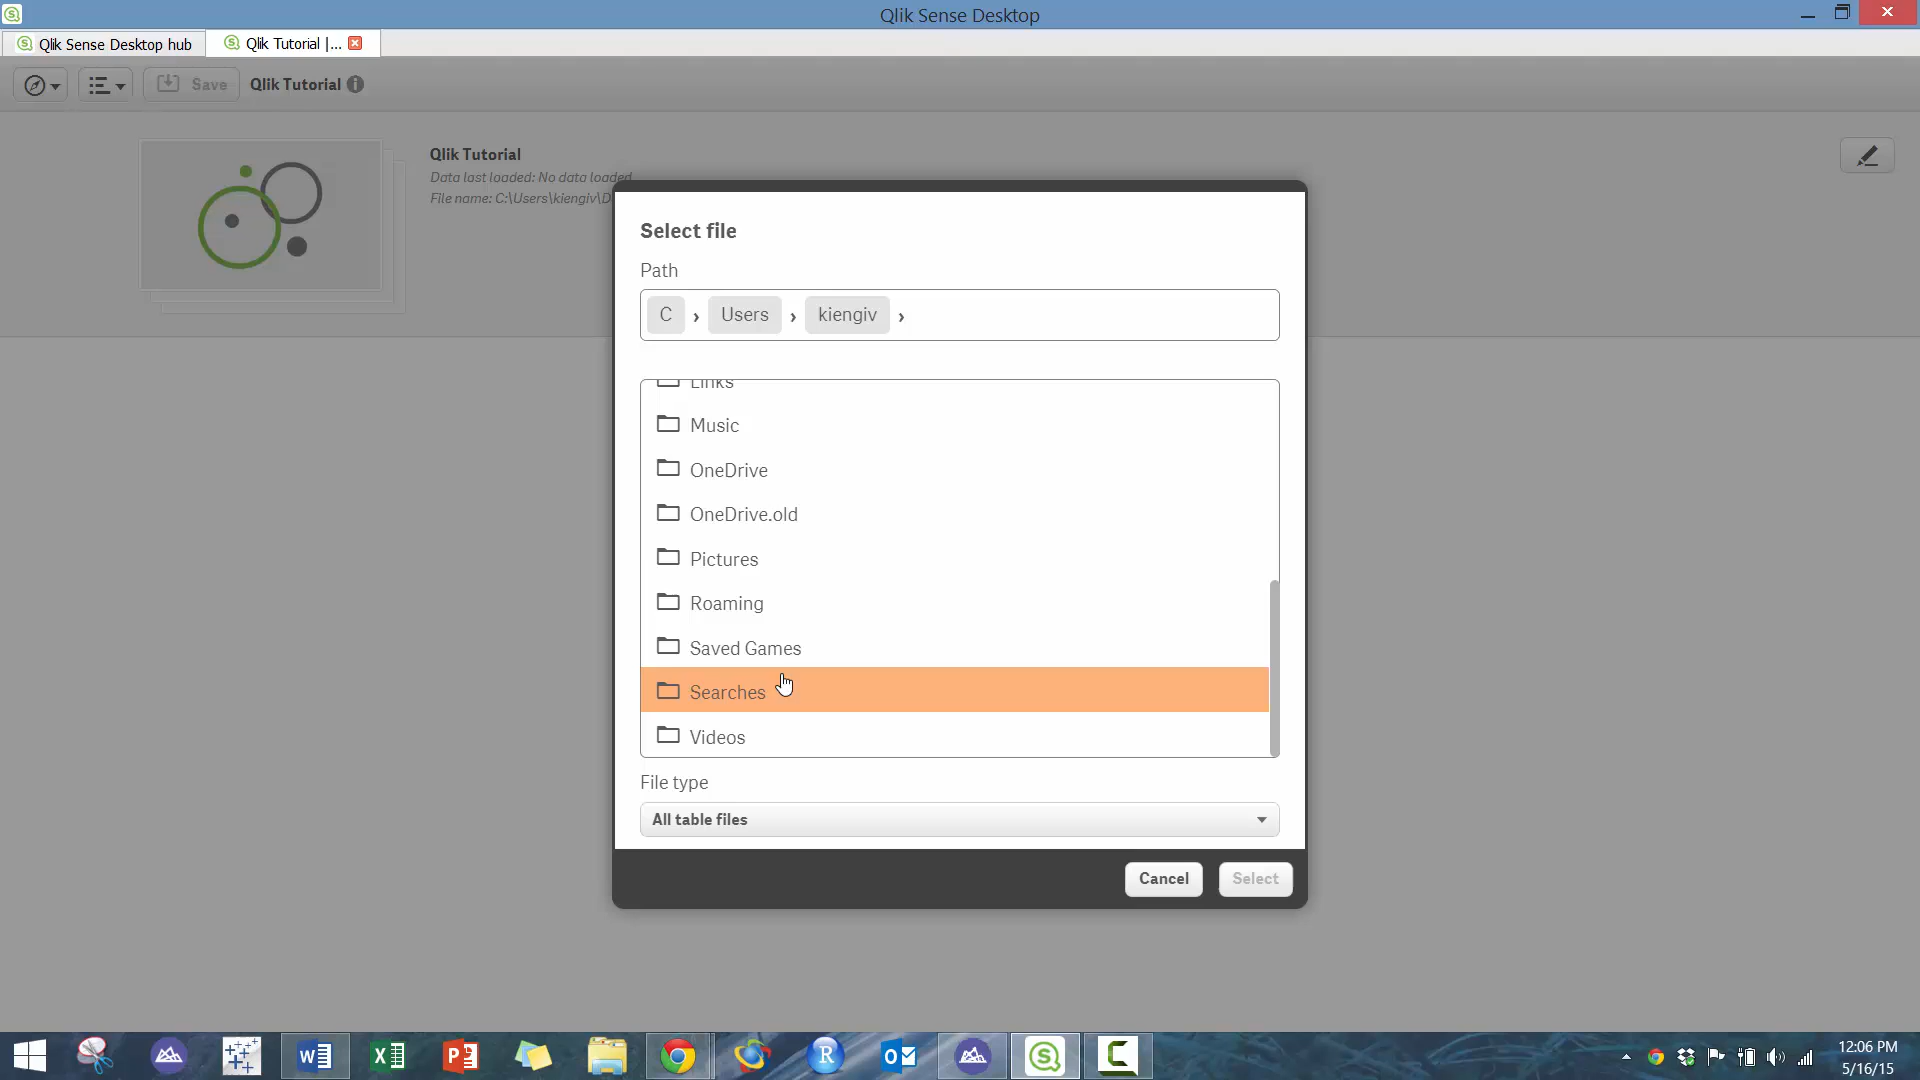 Qlik Sense Desktop
Qlik Sense Desktop hub
Qlik Tutorial |...
Save
Qlik Tutorial
Qlik Tutorial
Data last loaded: No data loaded
File name: C:\Users\kiengiv\D
Select file
Path
C › Users › kiengiv ›
Links
Music
OneDrive
OneDrive.old
Pictures
Roaming
Saved Games
Searches
Videos
File type
All table files
Cancel
Select
12:06 PM
5/16/15